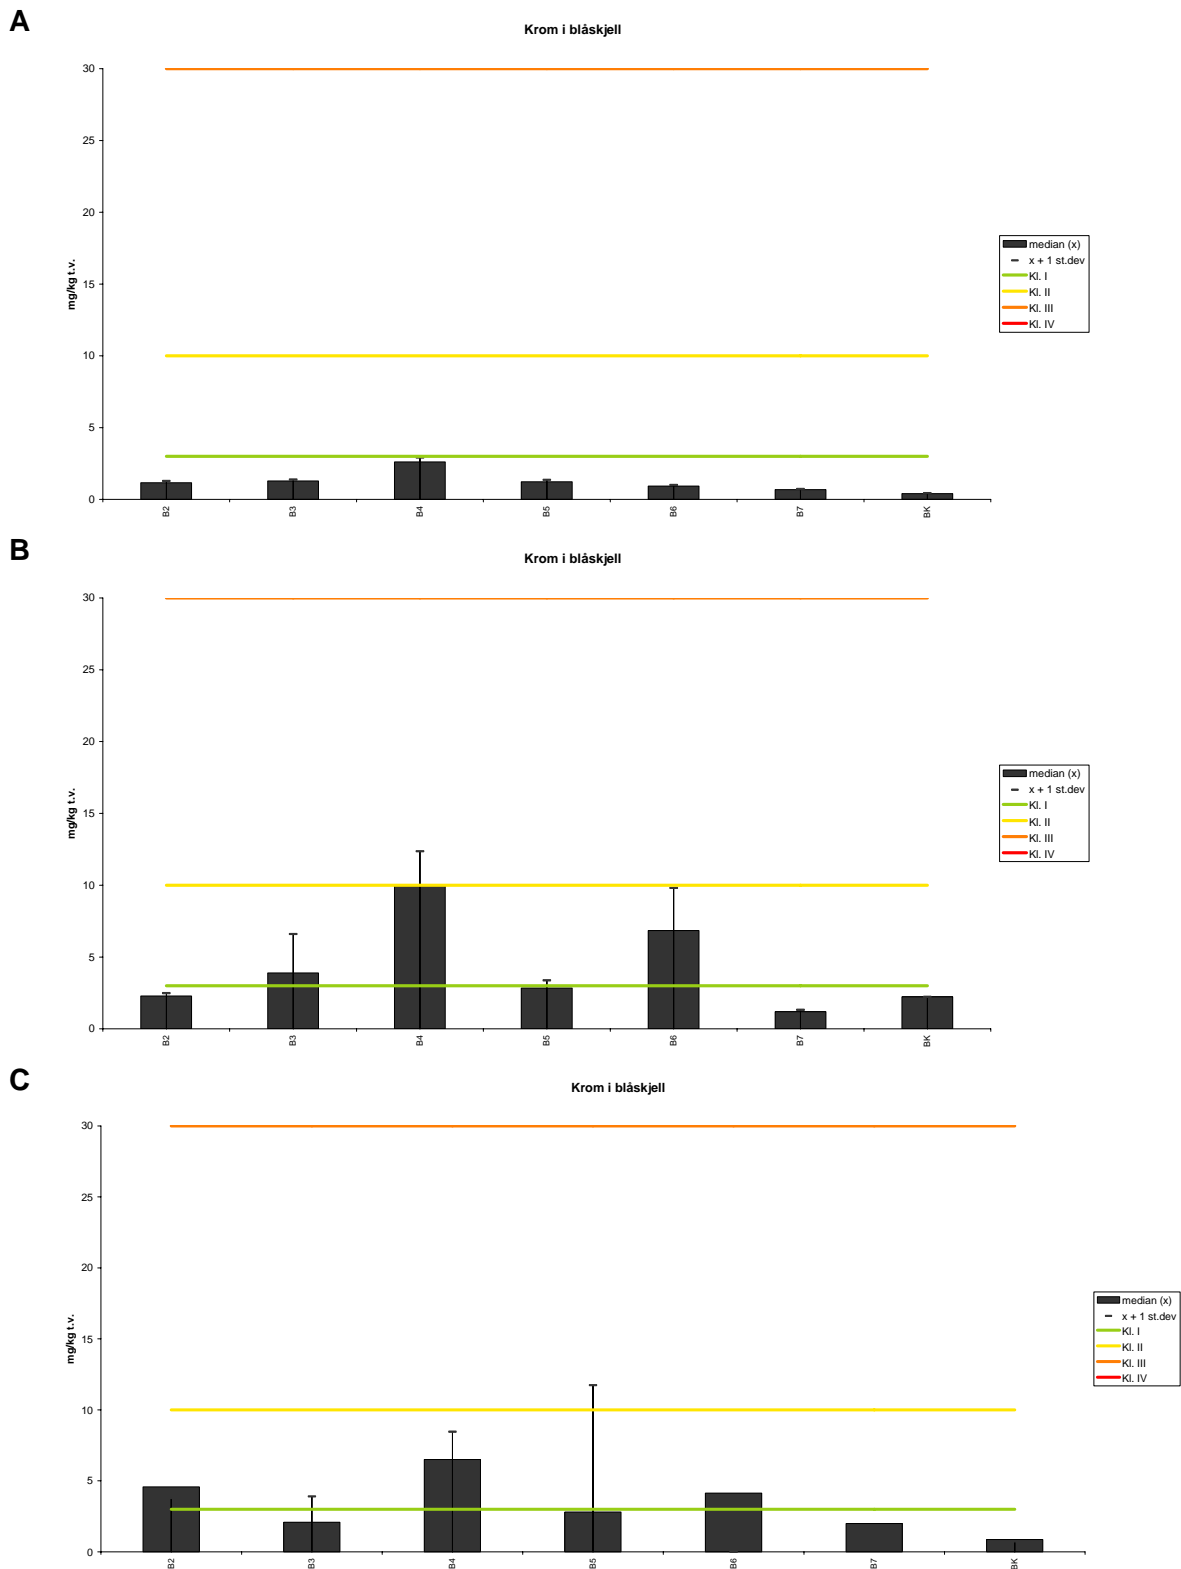 A
Krom i blåskjell
30
25
20
15
10
5
0
mg/kg t.v.
B2 B3 B4 B5 B6 B7 BK
median (x)
x + 1 st.dev
Kl. I
Kl. II
Kl. III
Kl. IV
B
Krom i blåskjell
30
25
20
15
10
5
0
mg/kg t.v.
B2 B3 B4 B5 B6 B7 BK
median (x)
x + 1 st.dev
Kl. I
Kl. II
Kl. III
Kl. IV
C
Krom i blåskjell
30
25
20
15
10
5
0
mg/kg t.v.
B2 B3 B4 B5 B6 B7 BK
median (x)
x + 1 st.dev
Kl. I
Kl. II
Kl. III
Kl. IV